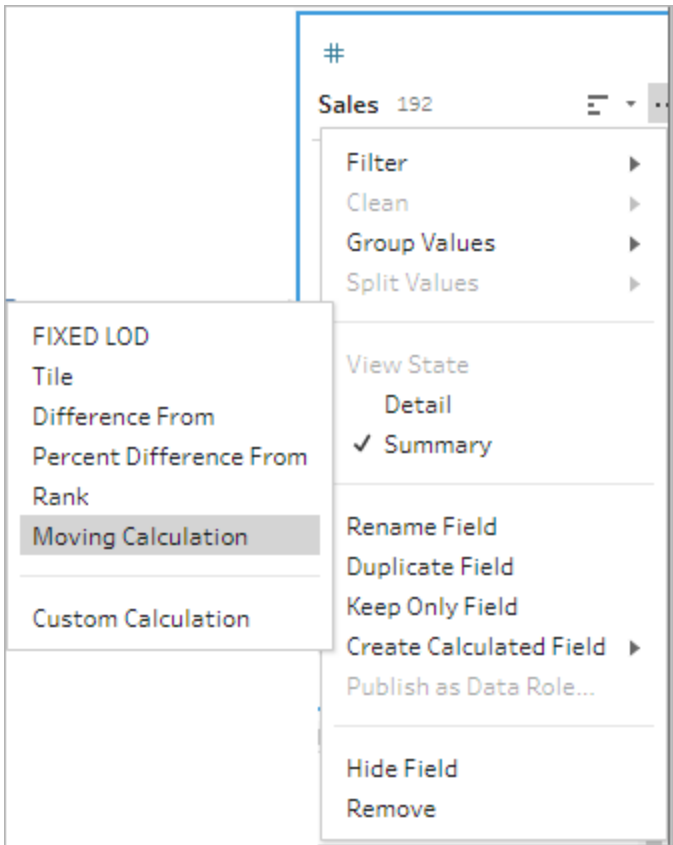 #
Sales 192
Filter
Clean
Group Values
Split Values
View State
Detail
✓ Summary
Rename Field
Duplicate Field
Keep Only Field
Create Calculated Field
Publish as Data Role...
Hide Field
Remove
FIXED LOD
Tile
Difference From
Percent Difference From
Rank
Moving Calculation
Custom Calculation